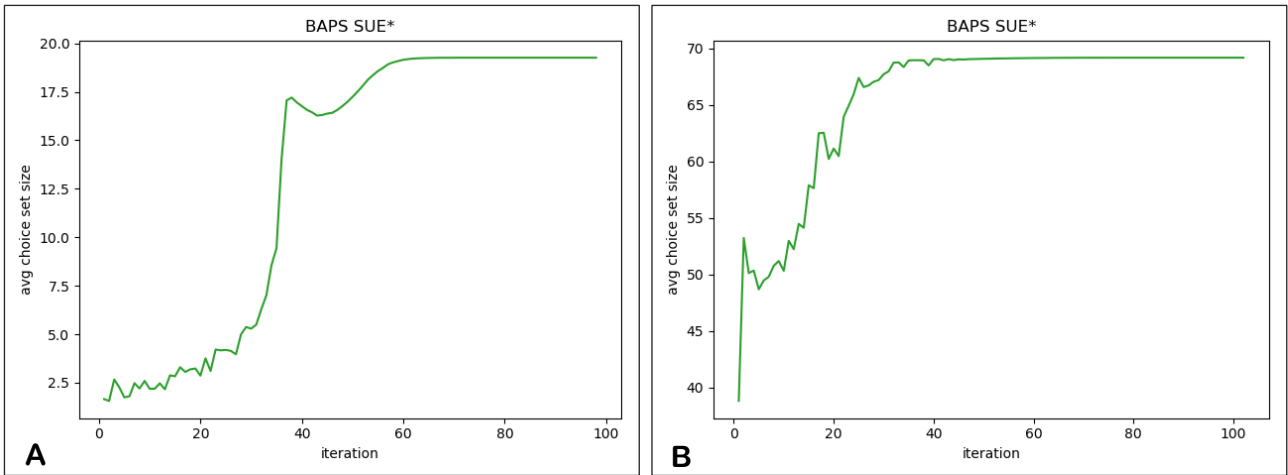 BAPS SUE*
20.0
17.5
15.0
12.5
10.0
7.5
5.0
2.5
avg choice set size
0 20 40 60 80 100
iteration
A
BAPS SUE*
70
65
60
55
50
45
40
avg choice set size
0 20 40 60 80 100
iteration
B